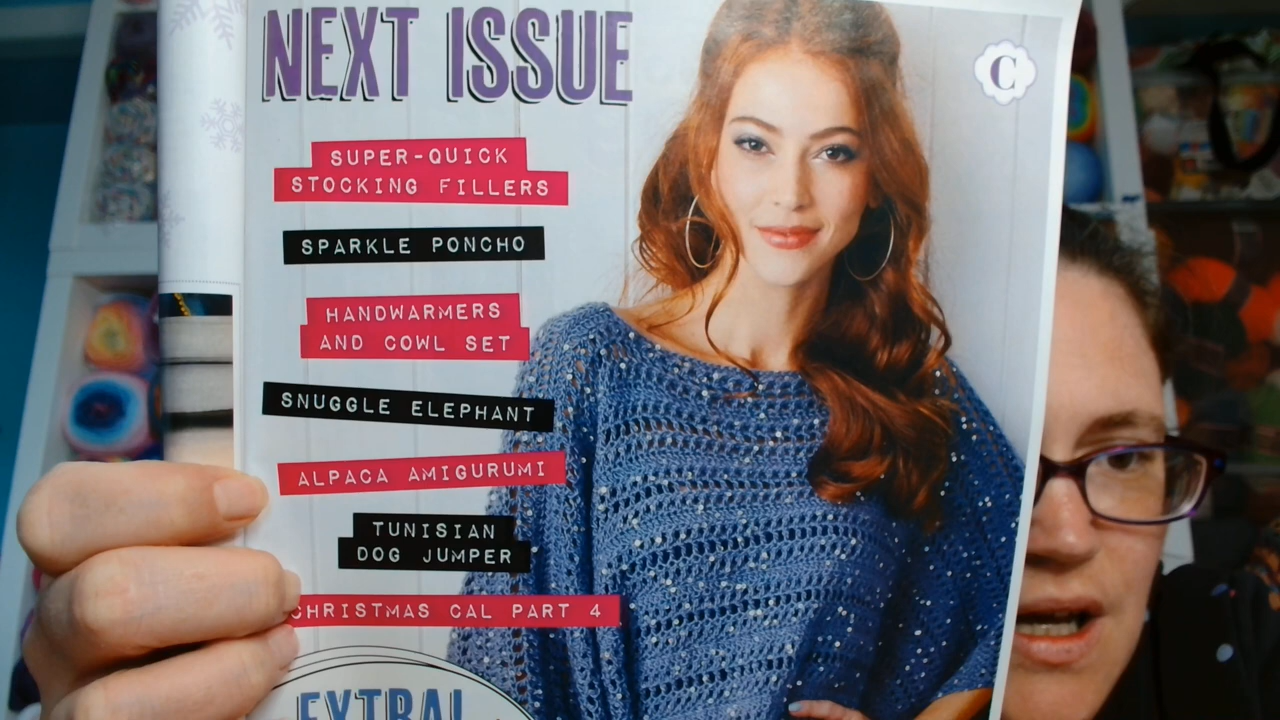 NEXT ISSUE
C
SUPER-QUICK
STOCKING FILLERS
SPARKLE PONCHO
HANDWARMERS
AND COWL SET
SNUGGLE ELEPHANT
ALPACA AMIGURUMI
TUNISIAN
DOG JUMPER
CHRISTMAS CAL PART 4
EXTRA!